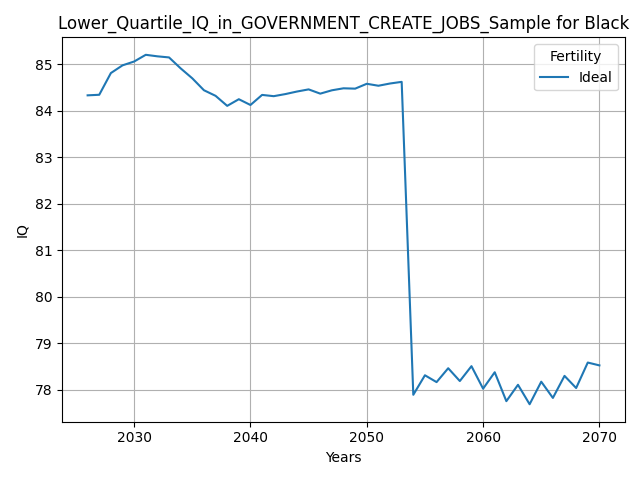 Lower_Quartile_IQ_in_GOVERNMENT_CREATE_JOBS_Sample for Black
Fertility
Ideal
85
84
83
82
81
80
79
78
IQ
2030 2040 2050 2060 2070
Years